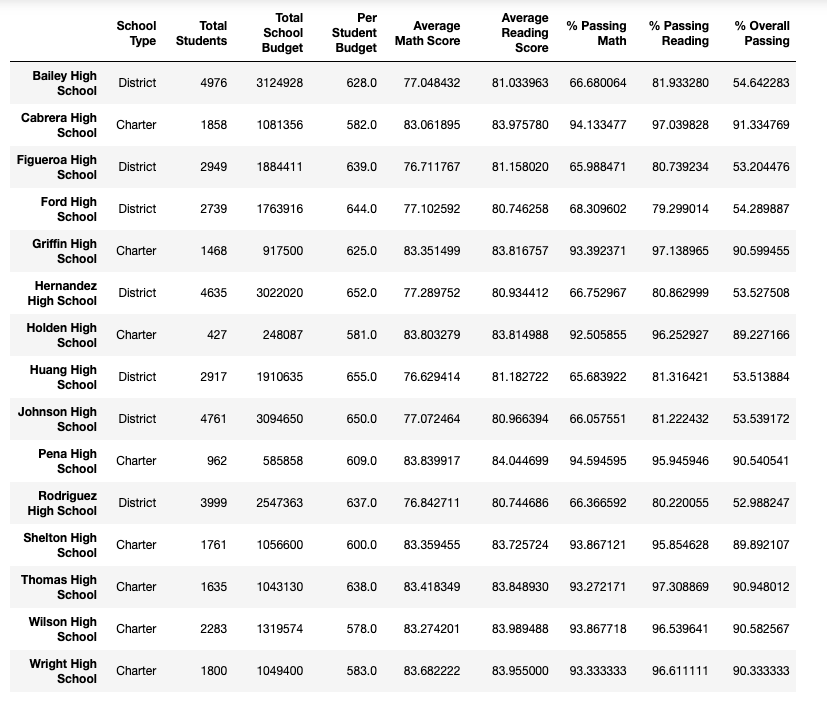 School Type Total Students Total School Budget Per Student Budget Average Math Score Average Reading Score % Passing Math % Passing Reading % Overall Passing
Bailey High School District 4976 3124928 628.0 77.048432 81.033963 66.680064 81.933280 54.642283
Cabrera High School Charter 1858 1081356 582.0 83.061895 83.975780 94.133477 97.039828 91.334769
Figueroa High School District 2949 1884411 639.0 76.711767 81.158020 65.988471 80.739234 53.204476
Ford High School District 2739 1763916 644.0 77.102592 80.746258 68.309602 79.299014 54.289887
Griffin High School Charter 1468 917500 625.0 83.351499 83.816757 93.392371 97.138965 90.599455
Hernandez High School District 4635 3022020 652.0 77.289752 80.934412 66.752967 80.862999 53.527508
Holden High School Charter 427 248087 581.0 83.803279 83.814988 92.505855 96.252927 89.227166
Huang High School District 2917 1910635 655.0 76.629414 81.182722 65.683922 81.316421 53.513884
Johnson High School District 4761 3094650 650.0 77.072464 80.966394 66.057551 81.222432 53.539172
Pena High School Charter 962 585858 609.0 83.839917 84.044699 94.594595 95.945946 90.540541
Rodriguez High School District 3999 2547363 637.0 76.842711 80.744686 66.366592 80.220055 52.988247
Shelton High School Charter 1761 1056600 600.0 83.359455 83.725724 93.867121 95.854628 89.892107
Thomas High School Charter 1635 1043130 638.0 83.418349 83.848930 93.272171 97.308869 90.948012
Wilson High School Charter 2283 1319574 578.0 83.274201 83.989488 93.867718 96.539641 90.582567
Wright High School Charter 1800 1049400 583.0 83.682222 83.955000 93.333333 96.611111 90.333333